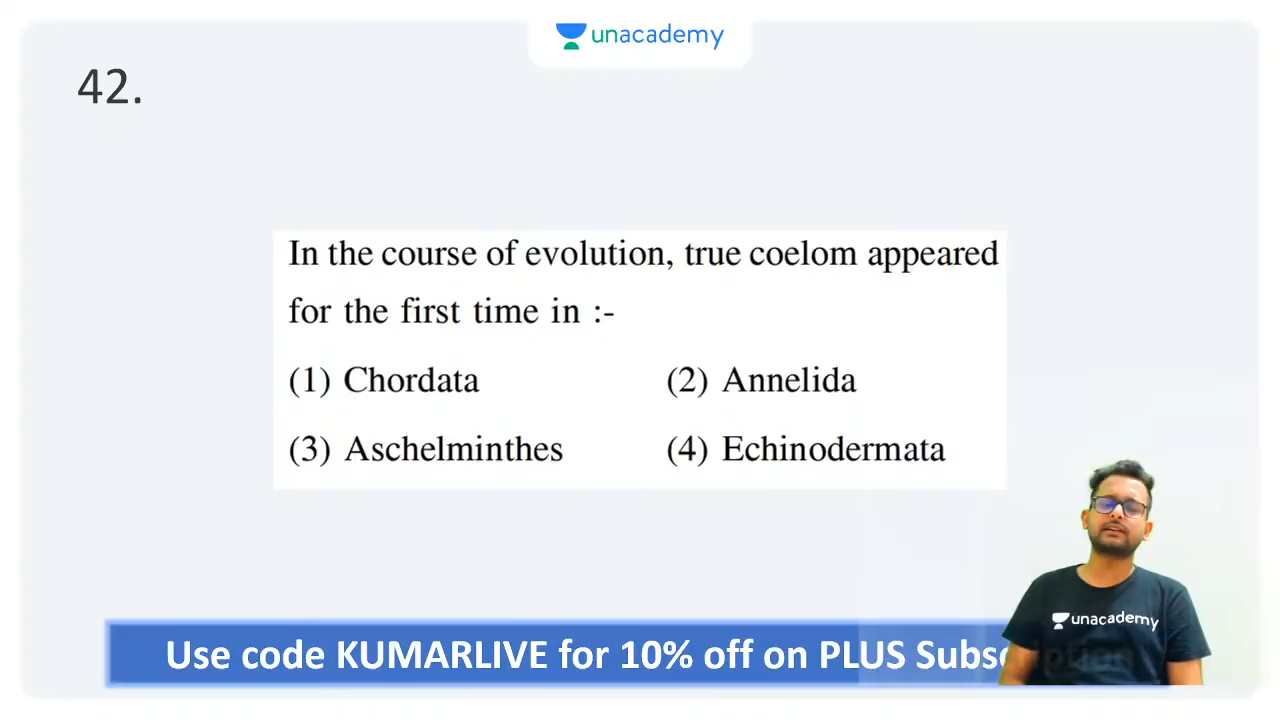 unacademy
42.
In the course of evolution, true coelom appeared
for the first time in :-
(1) Chordata (2) Annelida
(3) Aschelminthes (4) Echinodermata
unacademy
Use code KUMARLIVE for 10% off on PLUS Subscription